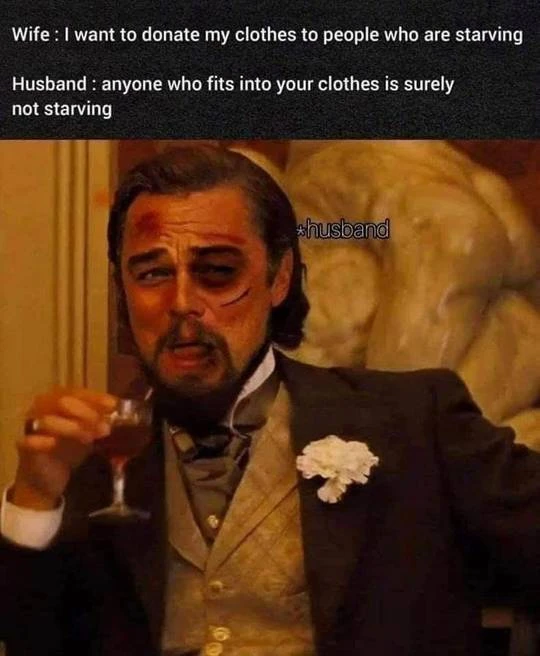 Wife : I want to donate my clothes to people who are starving
Husband : anyone who fits into your clothes is surely
not starving
*husband